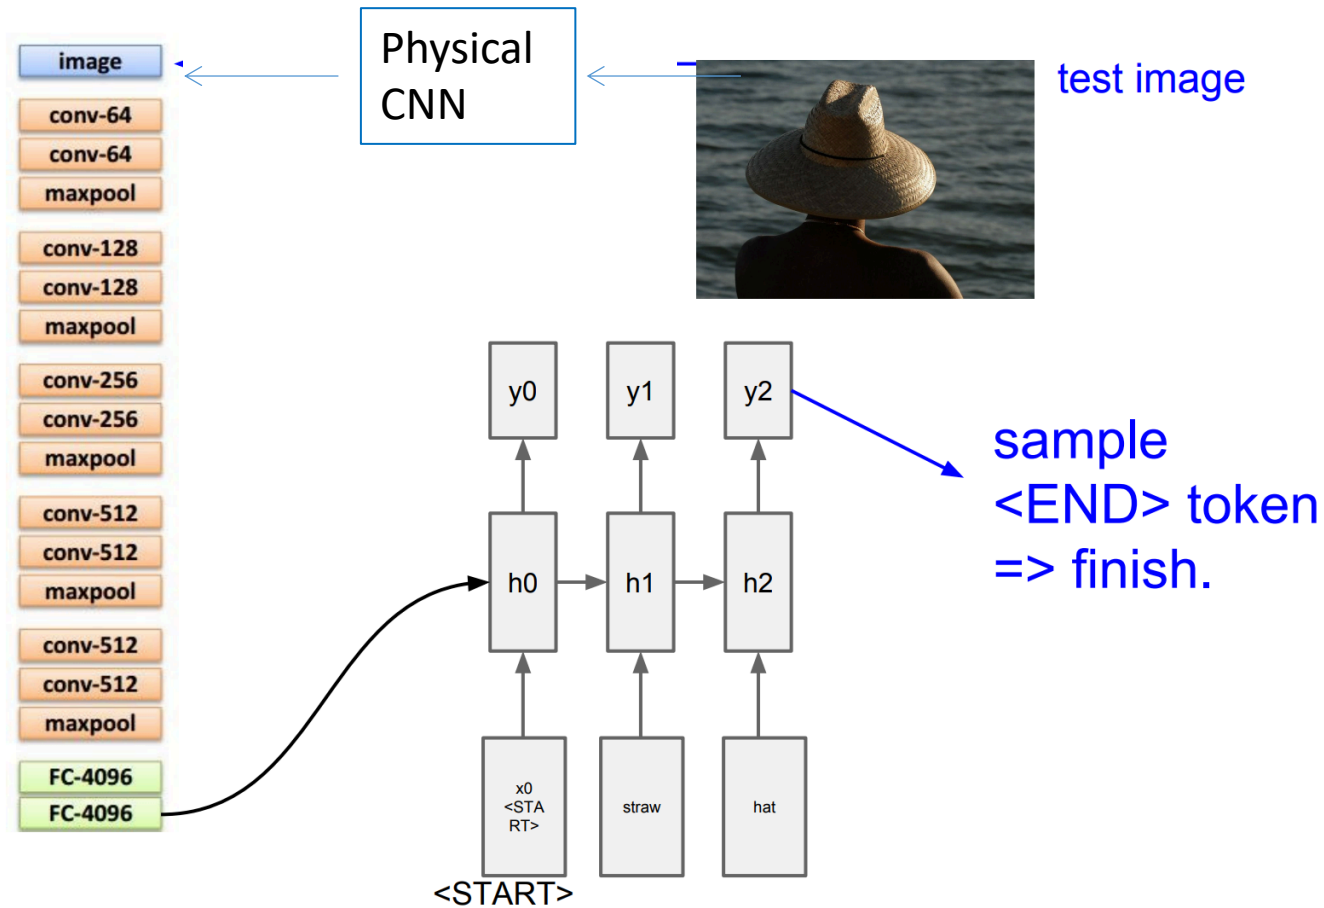 image
conv-64
conv-64
maxpool
conv-128
conv-128
maxpool
conv-256
conv-256
maxpool
conv-512
conv-512
maxpool
conv-512
conv-512
maxpool
FC-4096
FC-4096
Physical
CNN
test image
y0
y1
y2
sample
<END> token
=> finish.
h0
h1
h2
x0
<STA
RT>
straw
hat
<START>